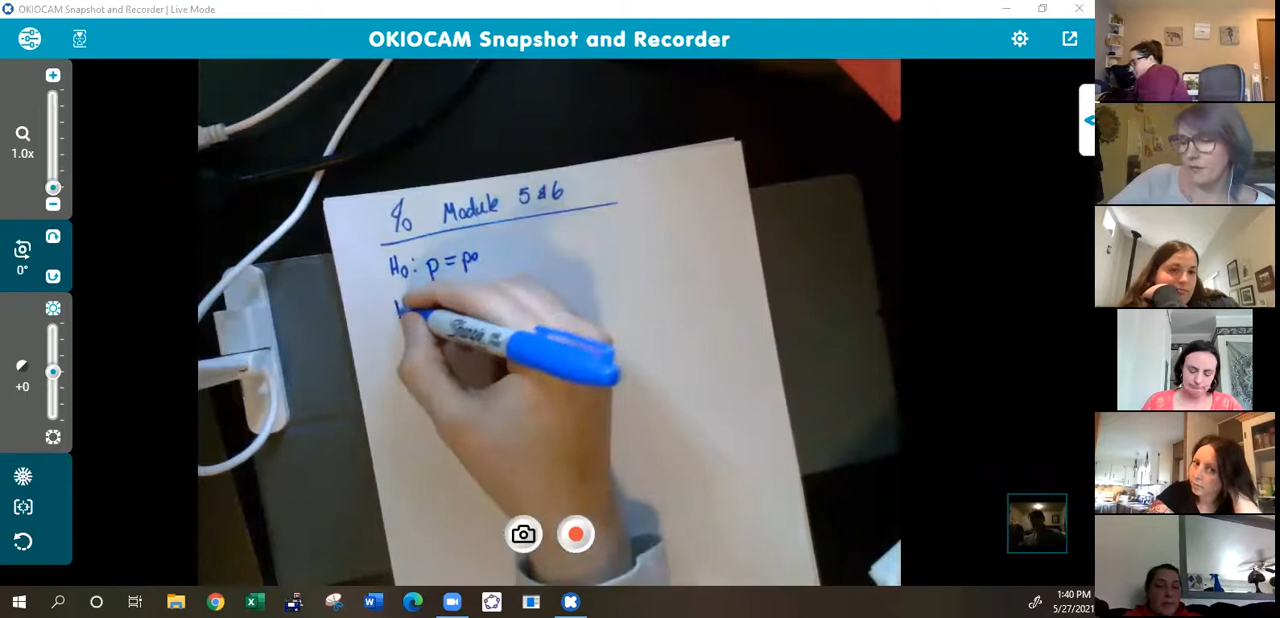 OKIOCAM Snapshot and Recorder | Live Mode
OKIOCAM Snapshot and Recorder
1.0x
0°
+0
% Module 5 & 6
H0: p = p0
H
1:40 PM
5/27/2021